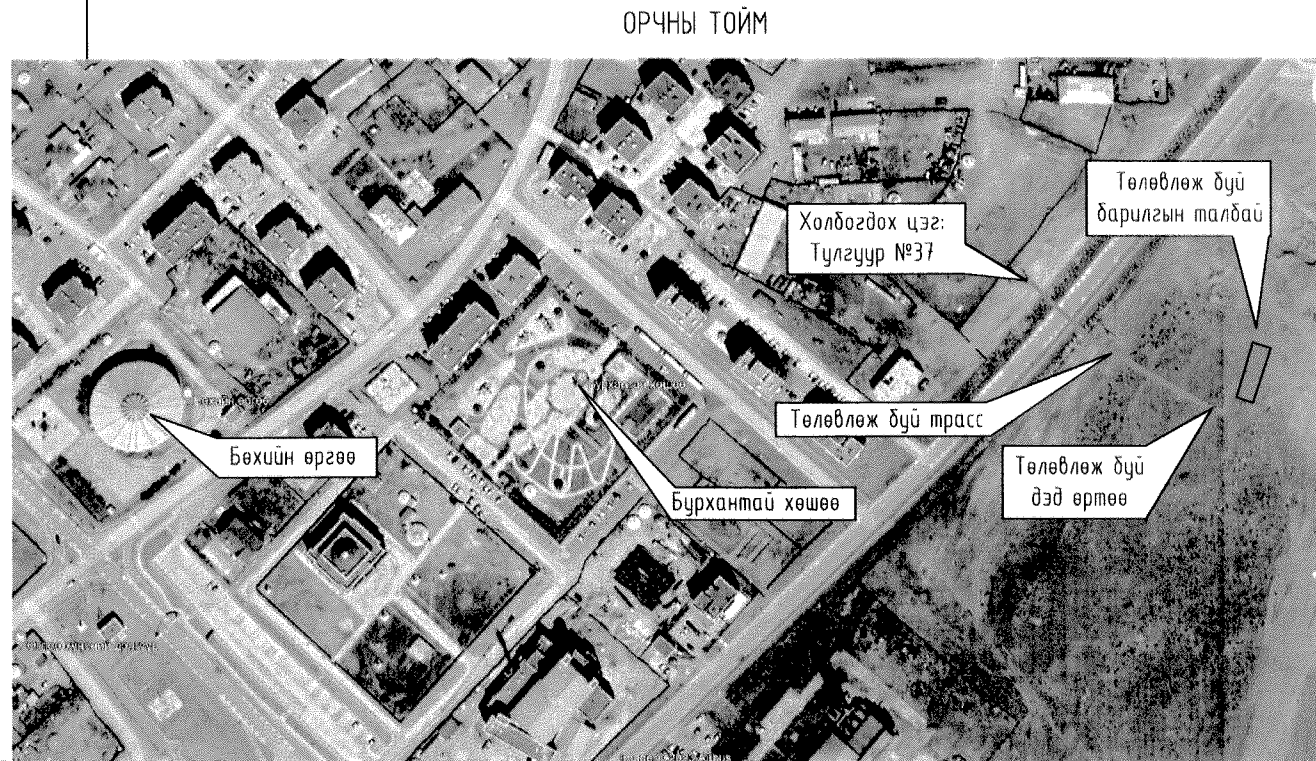 ОРЧНЫ ТОЙМ
Төлөвлөж буй
барилгын талбай
Холбогдох цэг:
Тулгуур №37
Төлөвлөж буй трасс
Бөхийн өргөө
Төлөвлөж буй
дэд өртөө
Бурхантай хөшөө